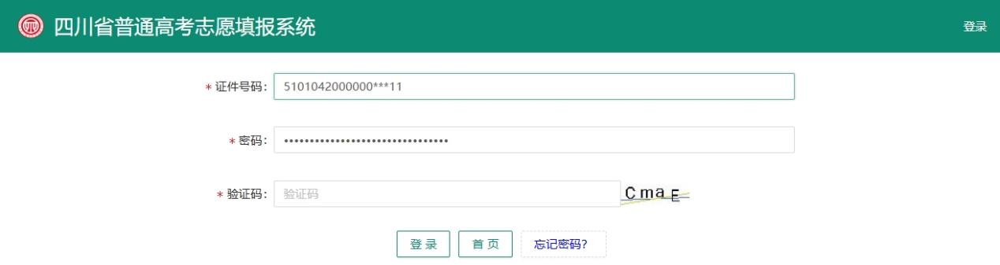 四川省普通高考志愿填报系统
登录
* 证件号码： 5101042000000***11
* 密码： ••••••••••••••••••••••••••••••••
* 验证码： 验证码 CmaE
登 录 首 页 忘记密码？